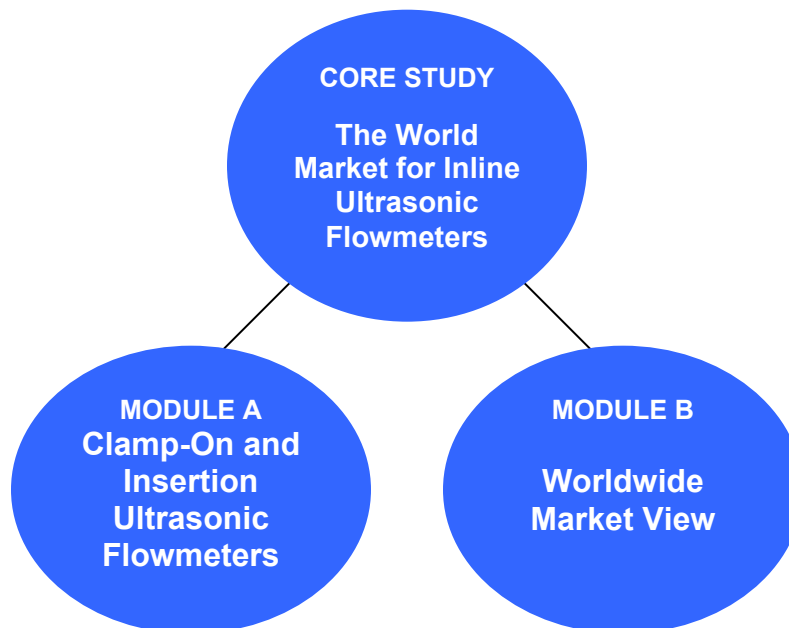 CORE STUDY
The World
Market for Inline
Ultrasonic
Flowmeters
MODULE A
Clamp-On and
Insertion
Ultrasonic
Flowmeters
MODULE B
Worldwide
Market View